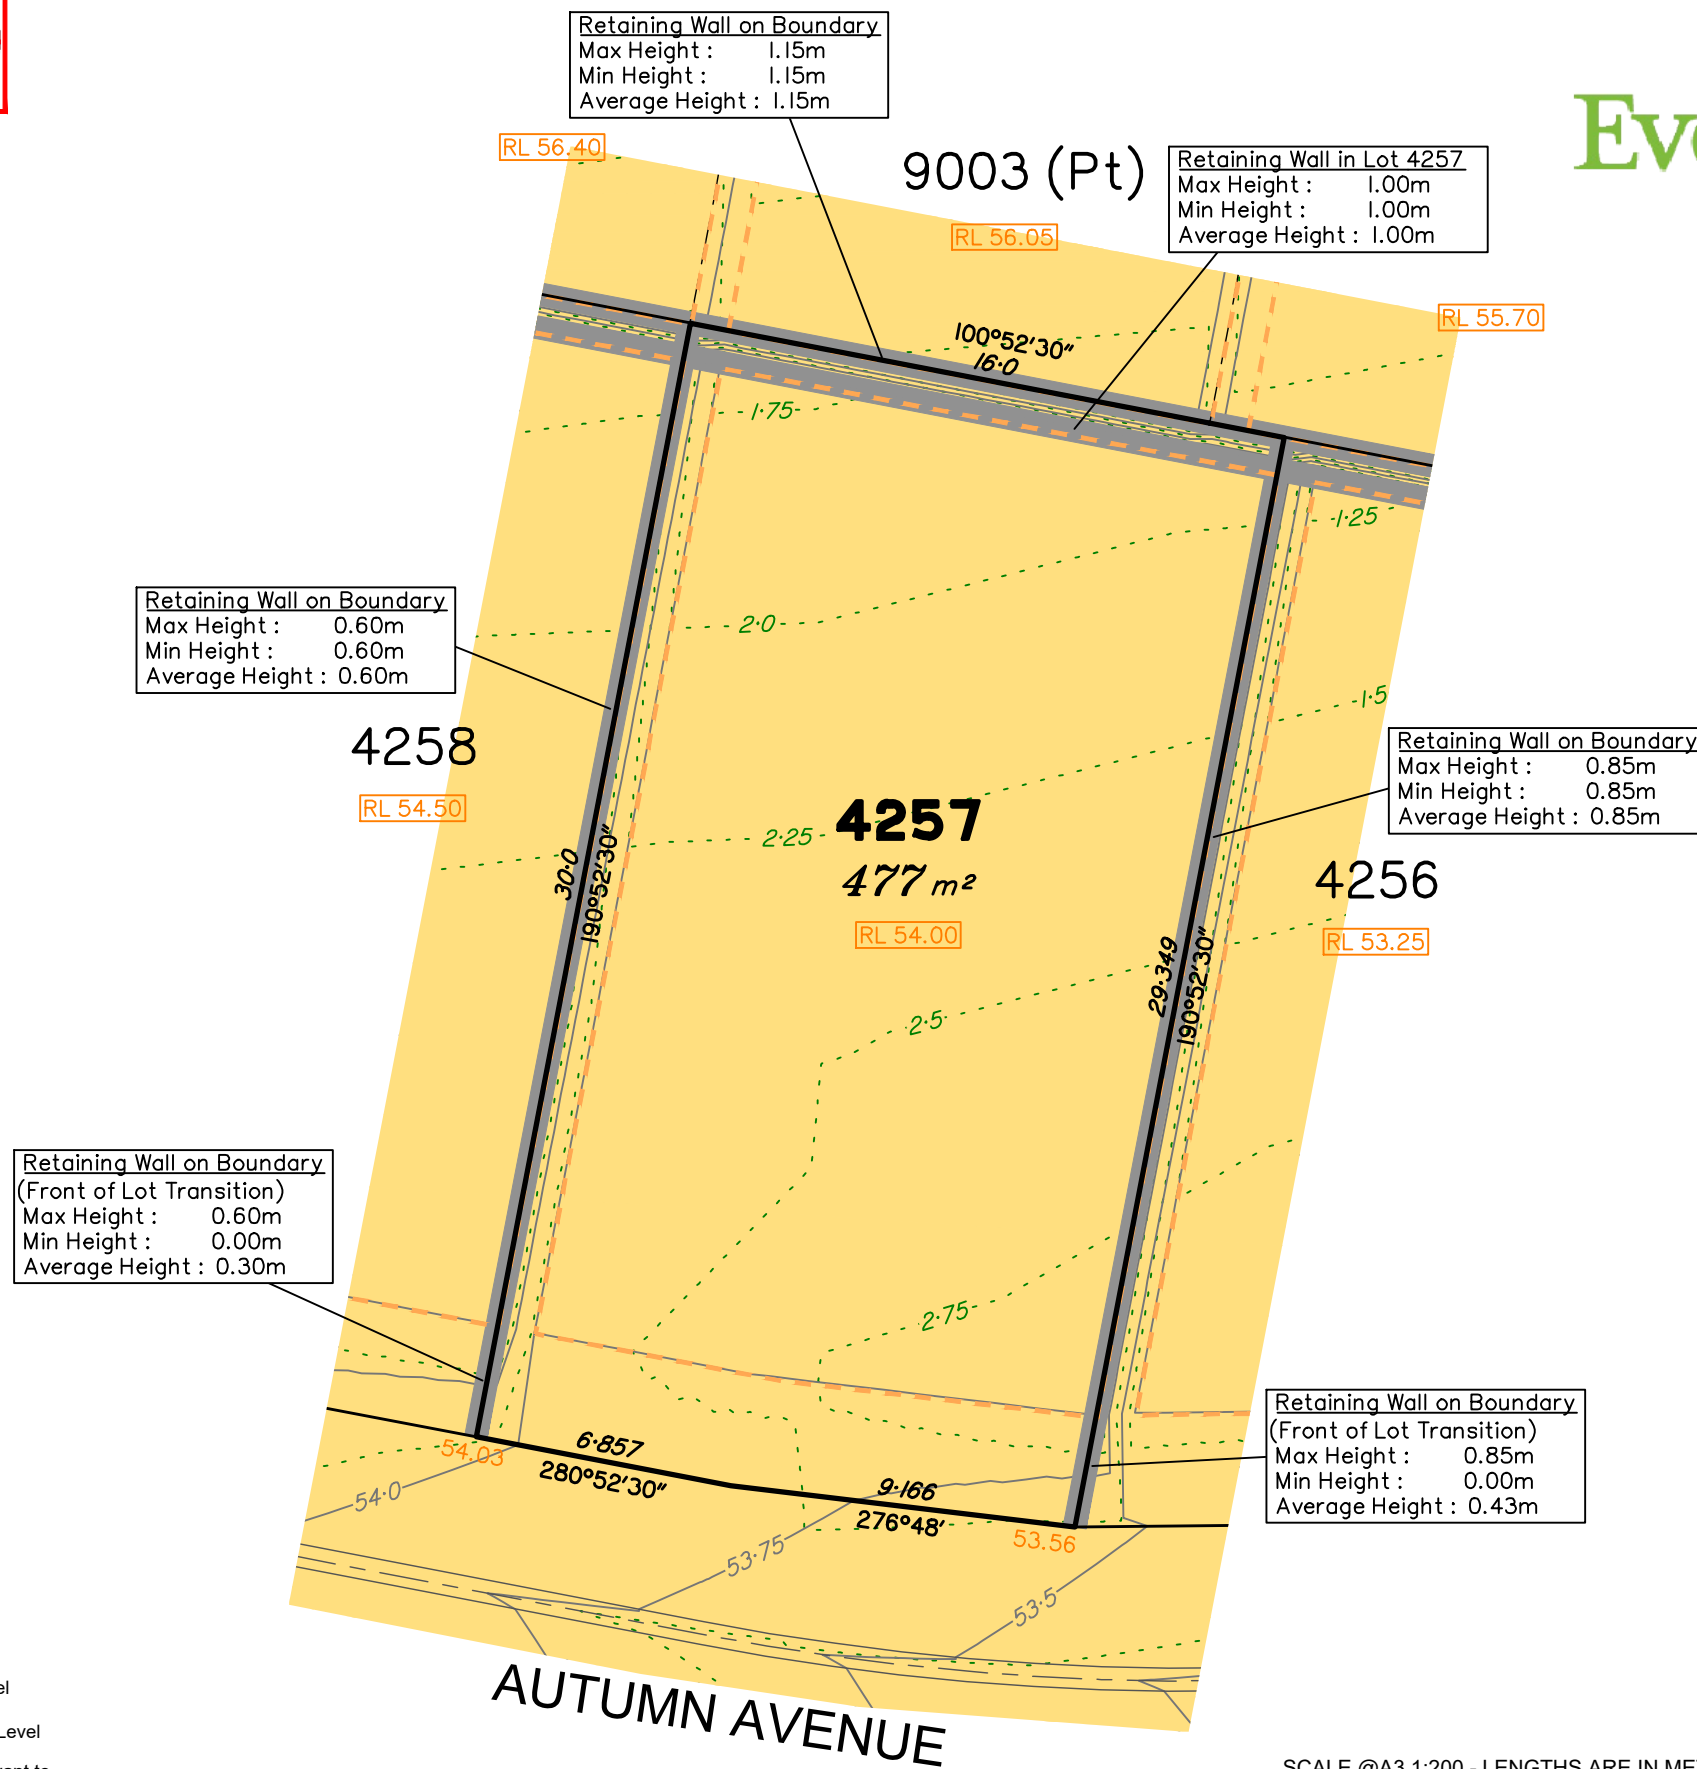 Retaining Wall on Boundary
Max Height : 1.15m
Min Height : 1.15m
Average Height : 1.15m
RL 56.40
9003 (Pt)
RL 56.05
Retaining Wall in Lot 4257
Max Height : 1.00m
Min Height : 1.00m
Average Height : 1.00m
RL 55.70
100°52'30"
16·0
1·75
1·25
Retaining Wall on Boundary
Max Height : 0.60m
Min Height : 0.60m
Average Height : 0.60m
2·0
1·5
4258
RL 54.50
Retaining Wall on Boundary
Max Height : 0.85m
Min Height : 0.85m
Average Height : 0.85m
30·0
190°52'30"
2·25
4257
477 m²
RL 54.00
4256
RL 53.25
29·349
190°52'30"
2·5
Retaining Wall on Boundary
(Front of Lot Transition)
Max Height : 0.60m
Min Height : 0.00m
Average Height : 0.30m
2·75
Retaining Wall on Boundary
(Front of Lot Transition)
Max Height : 0.85m
Min Height : 0.00m
Average Height : 0.43m
54.03
6·857
280°52'30"
54·0
9·166
276°48'
53.56
53·75
53·5
AUTUMN AVENUE
Level
SCALE @A3 1:200 - LENGTHS ARE IN